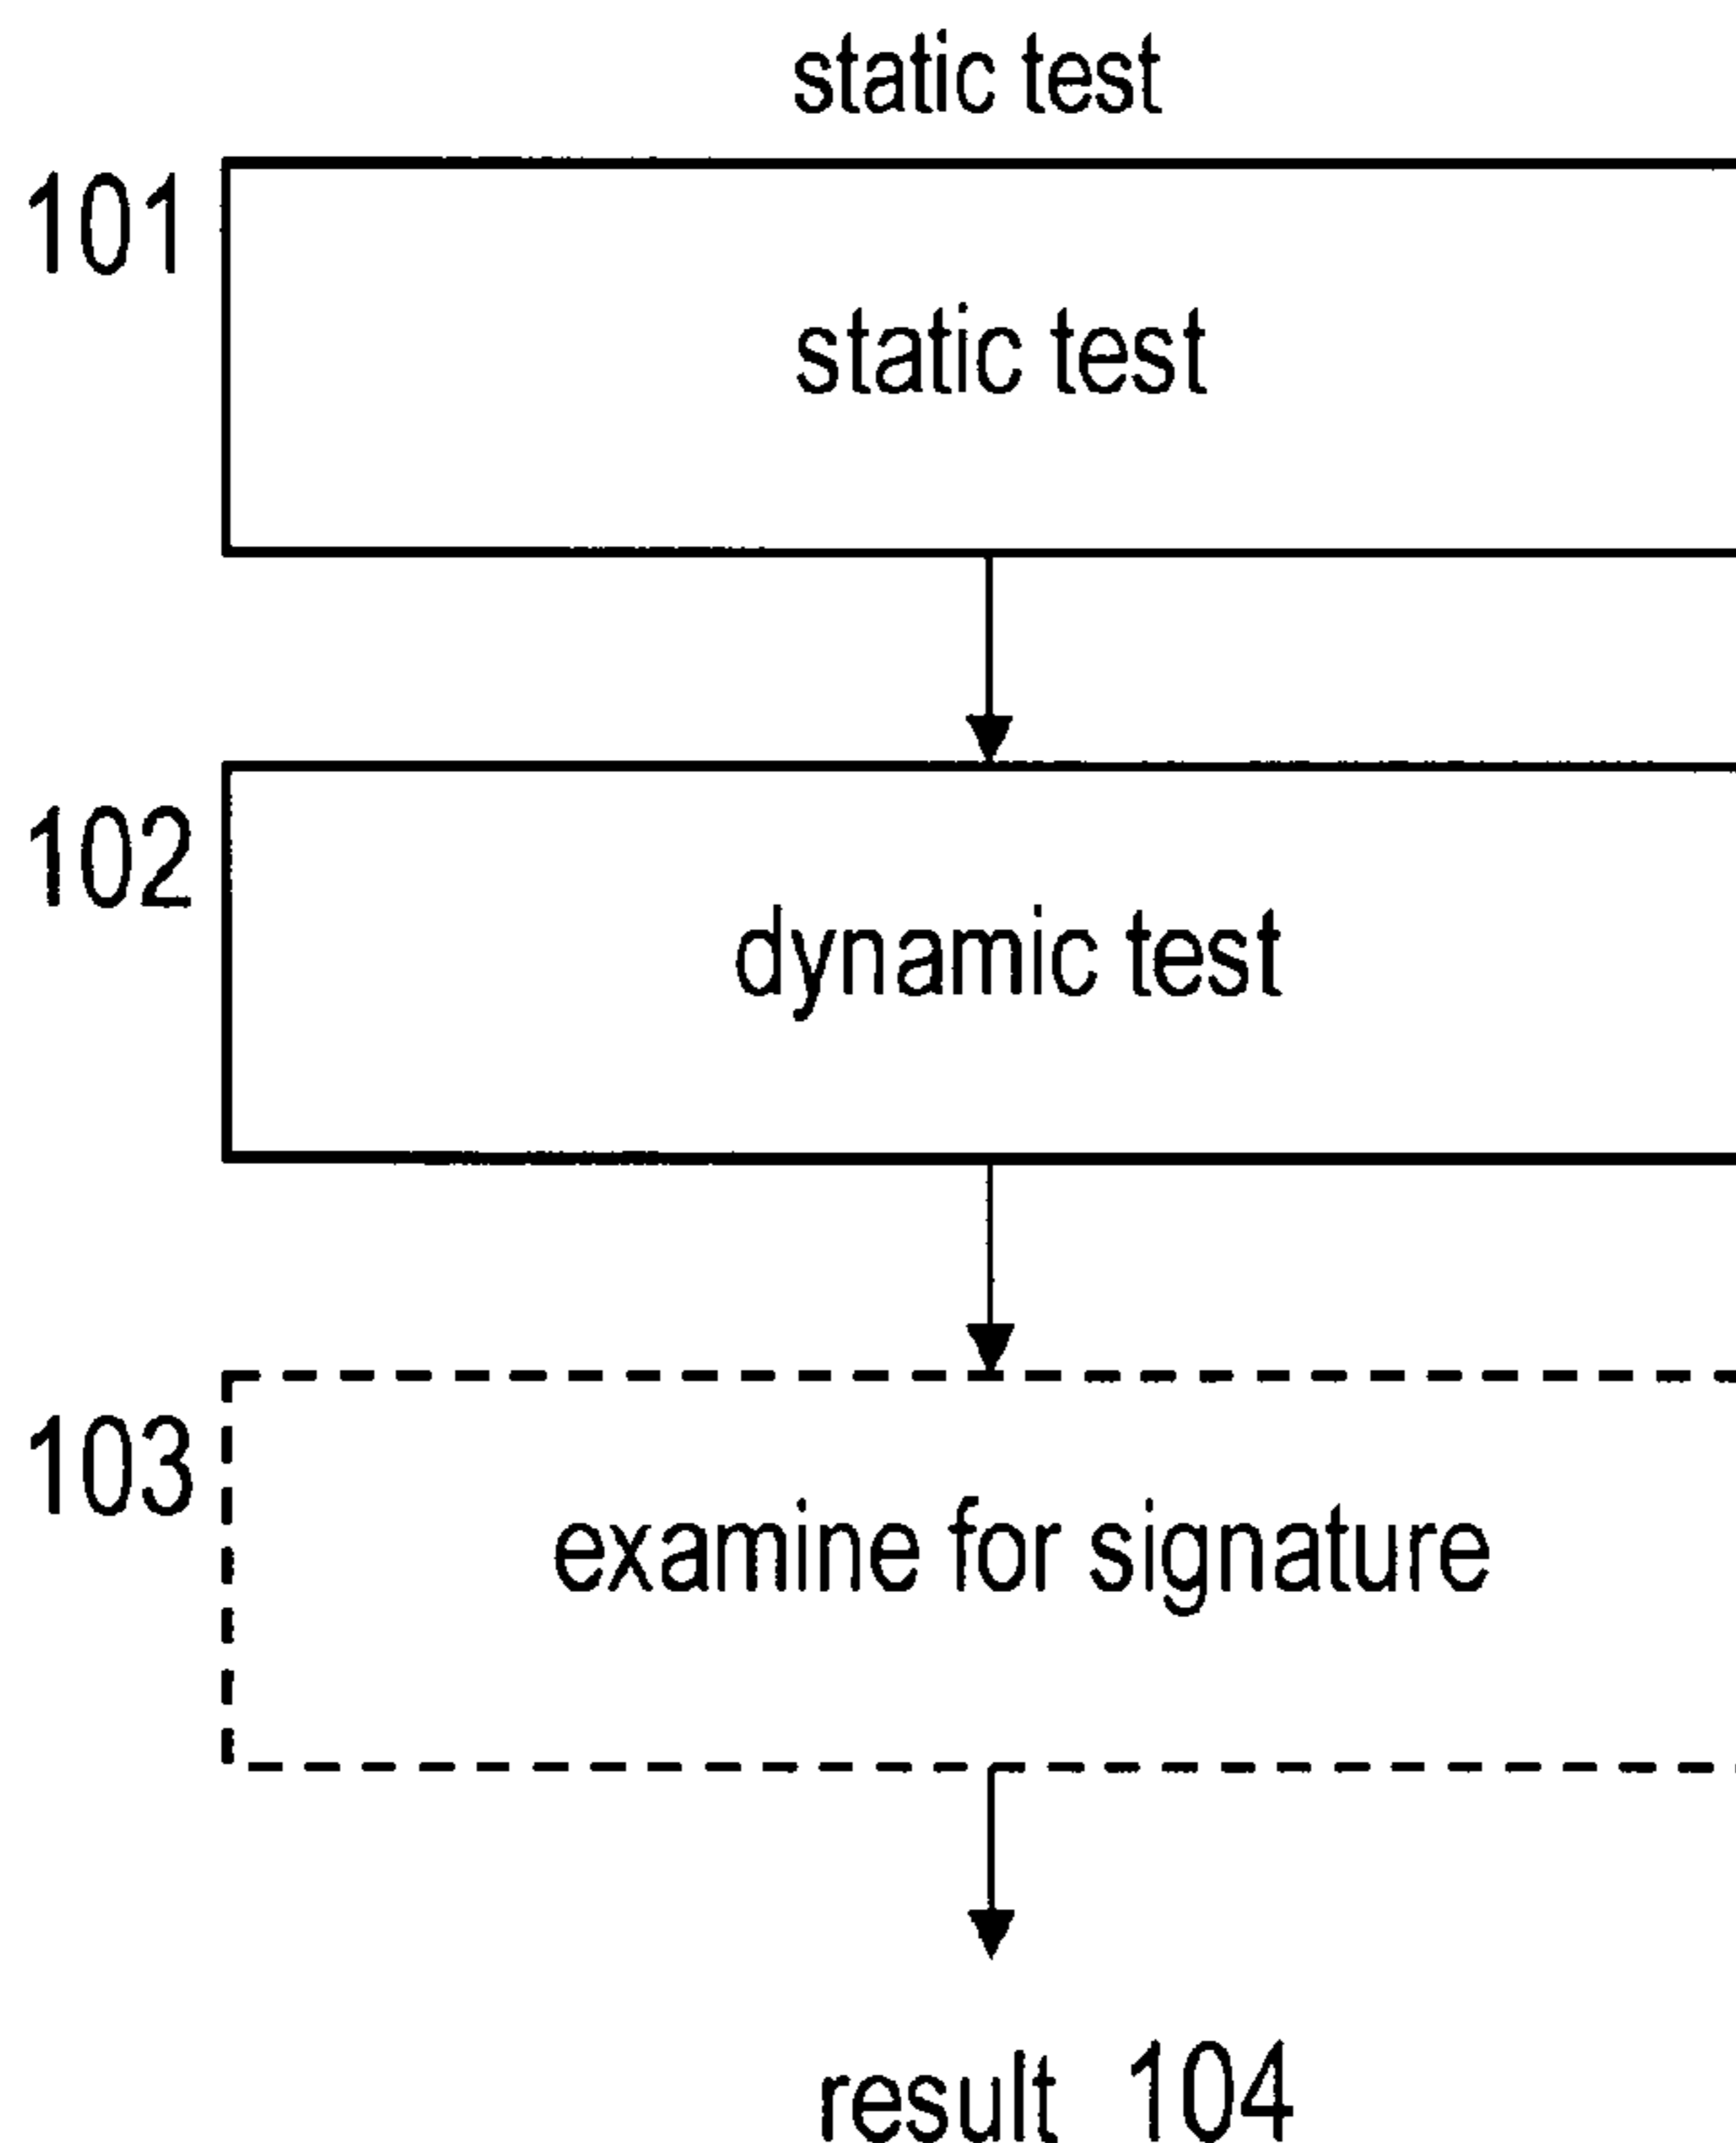 static test
101
static test
102
dynamic test
103
examine for signature
result 104